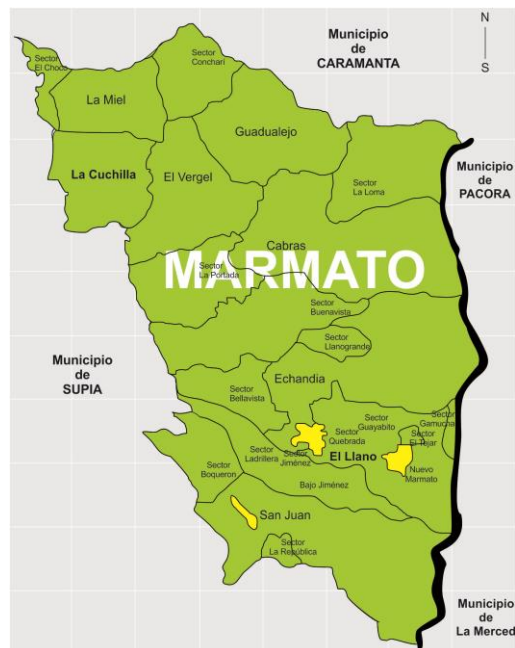 Municipio
de
CARAMANTA
N
S
Sector
El Choco
Sector
Conchari
La Miel
Guadualejo
La Cuchilla
El Vergel
Sector
La Loma
Municipio
de
PACORA
Cabras
MARMATO
Sector
La Portada
Sector
Buenavista
Sector
Llanogrande
Municipio
de
SUPIA
Echandia
Sector
Bellavista
Sector
Guayabito
Sector
Gamucha
Sector
Quebrada
Sector
El Tejar
Sector
Ladrillera
Sector
Jiménez
El Llano
Sector
Boqueron
Bajo Jiménez
Nuevo
Marmato
San Juan
Sector
La República
Municipio
de
La Merced